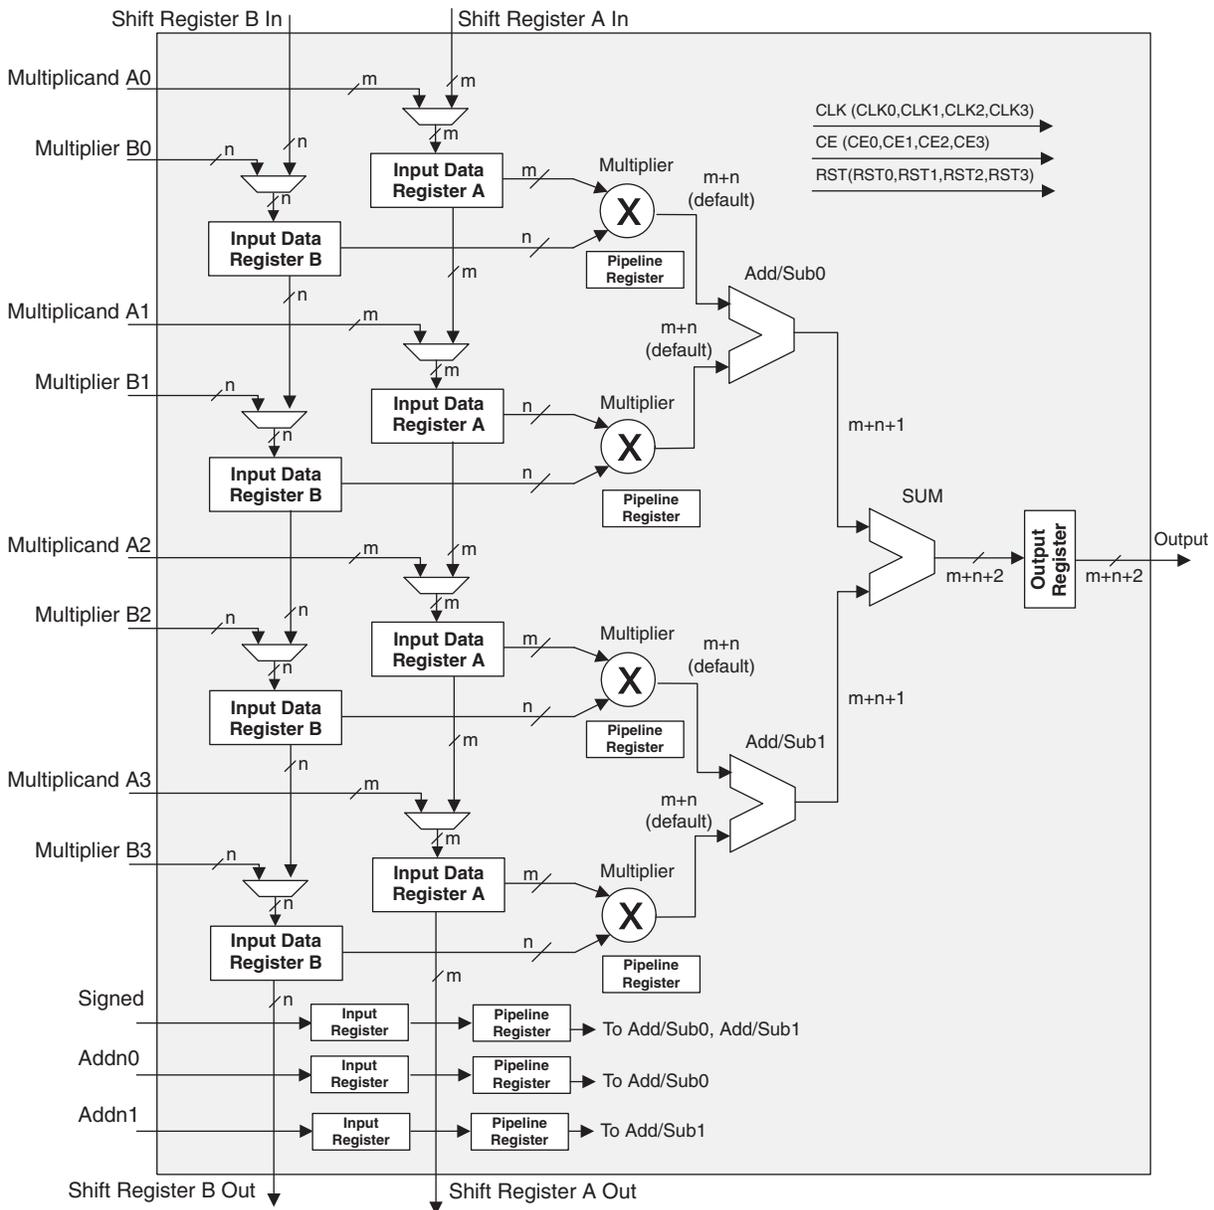 Shift Register B In
Shift Register A In
Multiplicand A0
m
m
CLK (CLK0,CLK1,CLK2,CLK3)
CE (CE0,CE1,CE2,CE3)
RST(RST0,RST1,RST2,RST3)
Multiplier B0
n
n
m
Input Data
Register A
m
Multiplier
X
m+n
(default)
n
Input Data
Register B
n
Pipeline
Register
m
Add/Sub0
n
Multiplicand A1
m
m+n
(default)
m
Multiplier B1
n
Input Data
Register A
n
Multiplier
X
m+n+1
n
Input Data
Register B
n
Pipeline
Register
SUM
Multiplicand A2
m
m
Output
Register
Output
m+n+2
m+n+2
m
Multiplier B2
n
n
Input Data
Register A
m
Multiplier
X
m+n
(default)
n
Input Data
Register B
n
Pipeline
Register
m+n+1
m
Add/Sub1
n
Multiplicand A3
m
m+n
(default)
m
Multiplier B3
n
Input Data
Register A
m
Multiplier
X
n
Input Data
Register B
n
Pipeline
Register
m
n
Signed
Input
Register
Pipeline
Register
To Add/Sub0, Add/Sub1
Addn0
Input
Register
Pipeline
Register
To Add/Sub0
Addn1
Input
Register
Pipeline
Register
To Add/Sub1
Shift Register B Out
Shift Register A Out